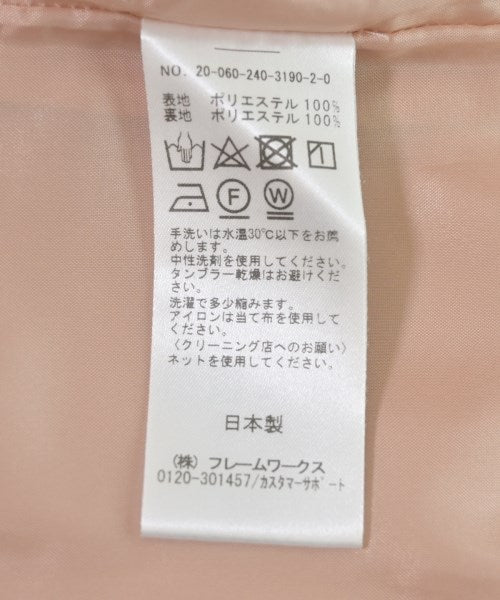 NO. 20-060-240-3190-2-0
表地 ポリエステル 100%
裏地 ポリエステル 100%
F W
手洗いは水温30℃以下をお薦
めします。
中性洗剤を使用してください。
タンブラー乾燥はお避けくだ
さい。
洗濯で多少縮みます。
アイロンは当て布を使用して
ください。
〈クリーニング店へのお願い〉
ネットを使用してください。
日本製
(株) フレームワークス
0120-301457/カスタマーサポート